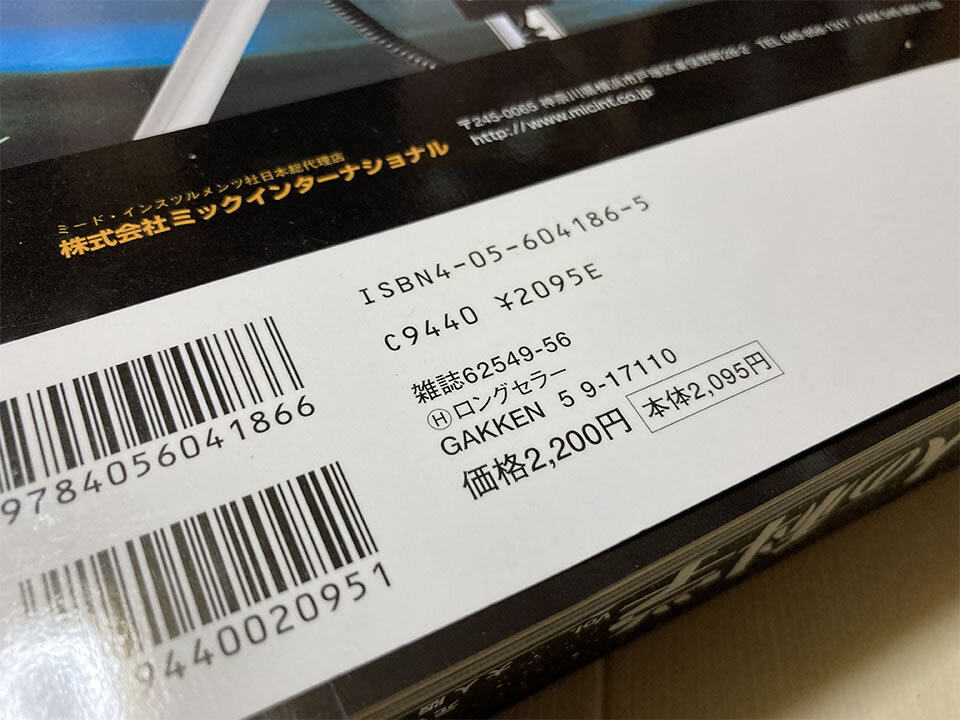 ミード・インスツルメンツ社日本総代理店
株式会社ミックインターナショナル
〒245-0065 神奈川県横浜市戸塚区東俣野町
http://www.micint.co.jp
ISBN4-05-604186-5
C9440 ¥2095E
雑誌62549-56
Ⓗロングセラー
GAKKEN 5 9-17110
価格2,200円 本体2,095円
9784056041866
9440020951
Vol.